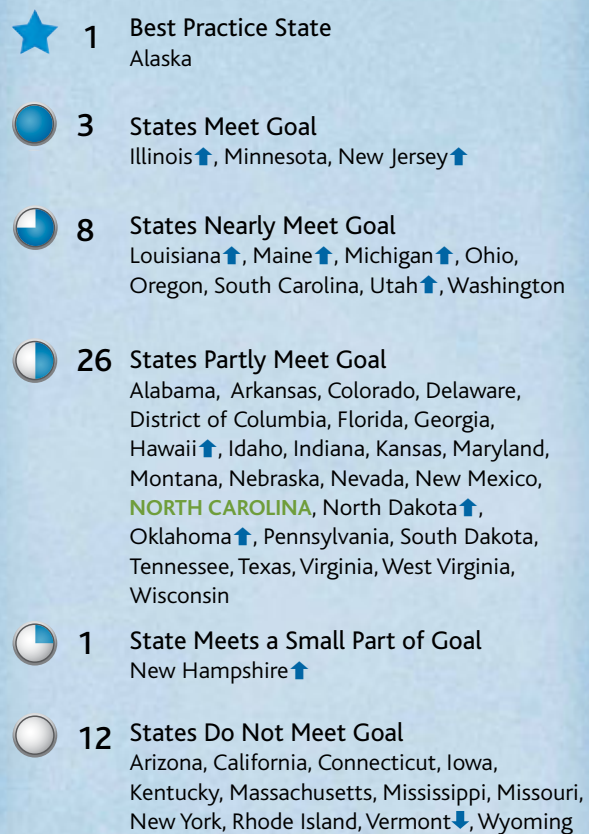 1 Best Practice State
Alaska
3 States Meet Goal
Illinois⬆, Minnesota, New Jersey⬆
8 States Nearly Meet Goal
Louisiana⬆, Maine⬆, Michigan⬆, Ohio,
Oregon, South Carolina, Utah⬆, Washington
26 States Partly Meet Goal
Alabama, Arkansas, Colorado, Delaware,
District of Columbia, Florida, Georgia,
Hawaii⬆, Idaho, Indiana, Kansas, Maryland,
Montana, Nebraska, Nevada, New Mexico,
NORTH CAROLINA, North Dakota⬆,
Oklahoma⬆, Pennsylvania, South Dakota,
Tennessee, Texas, Virginia, West Virginia,
Wisconsin
1 State Meets a Small Part of Goal
New Hampshire⬆
12 States Do Not Meet Goal
Arizona, California, Connecticut, Iowa,
Kentucky, Massachusetts, Mississippi, Missouri,
New York, Rhode Island, Vermont⬇, Wyoming